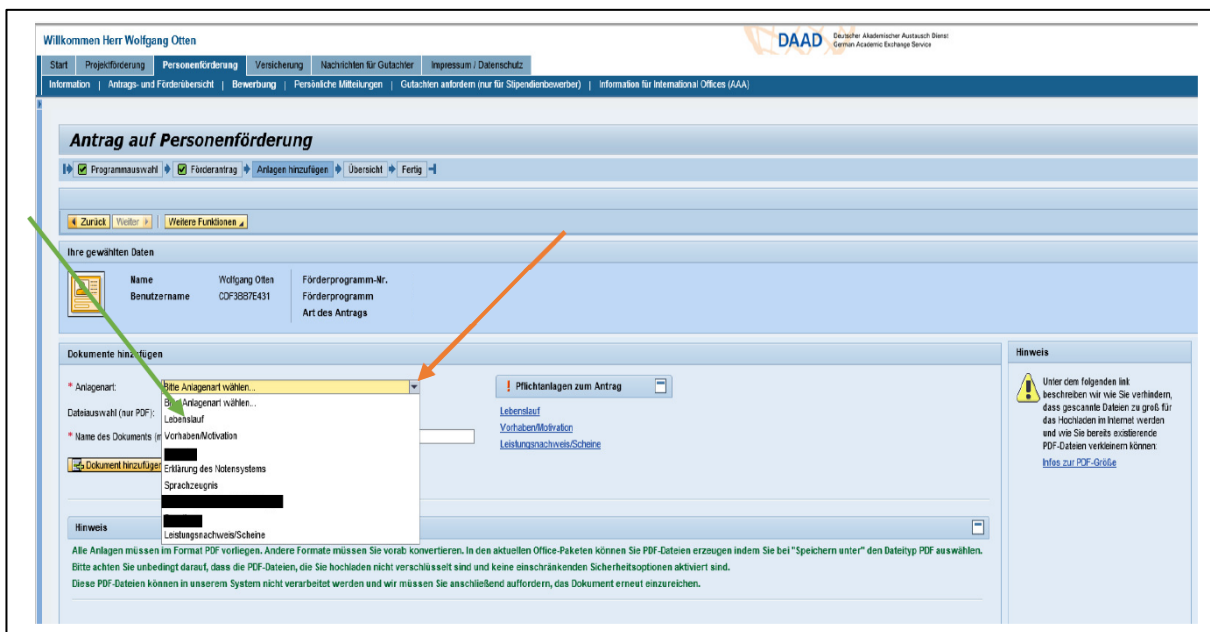 Willkommen Herr Wolfgang Otten
DAAD Deutscher Akademischer Austausch Dienst
German Academic Exchange Service
Start Projektförderung Personenförderung Versicherung Nachrichten für Gutachter Impressum / Datenschutz
Information | Antrags- und Förderübersicht | Bewerbung | Persönliche Mitteilungen | Gutachten anfordern (nur für Stipendienbewerber) | Information für International Offices (AAA)
Antrag auf Personenförderung
Programmauswahl Förderantrag Anlagen hinzufügen Übersicht Fertig
Zurück Weiter Weitere Funktionen
Ihre gewählten Daten
Name Wolfgang Otten Förderprogramm-Nr.
Benutzername CDF3BB7E431 Förderprogramm
Art des Antrags
Dokumente hinzufügen
* Anlagenart: Bitte Anlagenart wählen...
Bitte Anlagenart wählen...
Dateiauswahl (nur PDF): Lebenslauf
* Name des Dokuments Vorhaben/Motivation
Dokument hinzufügen Erklärung des Notensystems
Sprachzeugnis
Leistungsnachweis/Scheine
! Pflichtanlagen zum Antrag
Lebenslauf
Vorhaben/Motivation
Leistungsnachweis/Scheine
Hinweis
Unter dem folgenden link
beschreiben wir wie Sie verhindern,
dass gescannte Dateien zu groß für
das Hochladen im Internet werden
und wie Sie bereits existierende
PDF-Dateien verkleinern können:
Infos zur PDF-Größe
Hinweis
Alle Anlagen müssen im Format PDF vorliegen. Andere Formate müssen Sie vorab konvertieren. In den aktuellen Office-Paketen können Sie PDF-Dateien erzeugen indem Sie bei "Speichern unter" den Dateityp PDF auswählen.
Bitte achten Sie unbedingt darauf, dass die PDF-Dateien, die Sie hochladen nicht verschlüsselt sind und keine einschränkenden Sicherheitsoptionen aktiviert sind.
Diese PDF-Dateien können in unserem System nicht verarbeitet werden und wir müssen Sie anschließend auffordern, das Dokument erneut einzureichen.